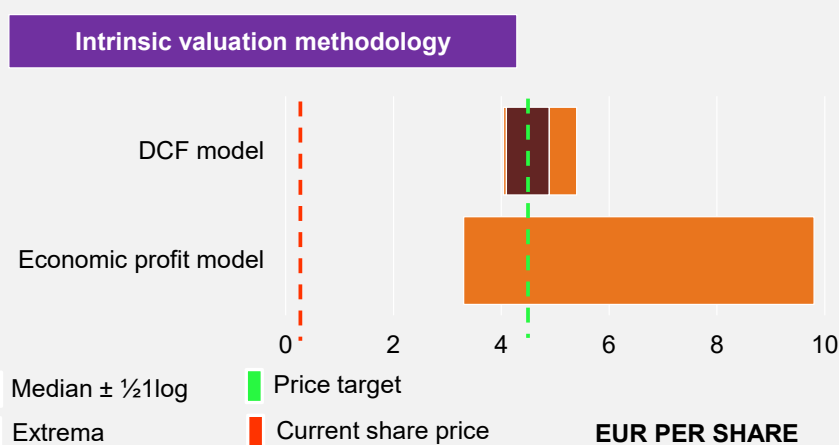 Intrinsic valuation methodology
DCF model
Economic profit model
0 2 4 6 8 10
Median ± ½1log
Price target
Extrema
Current share price
EUR PER SHARE